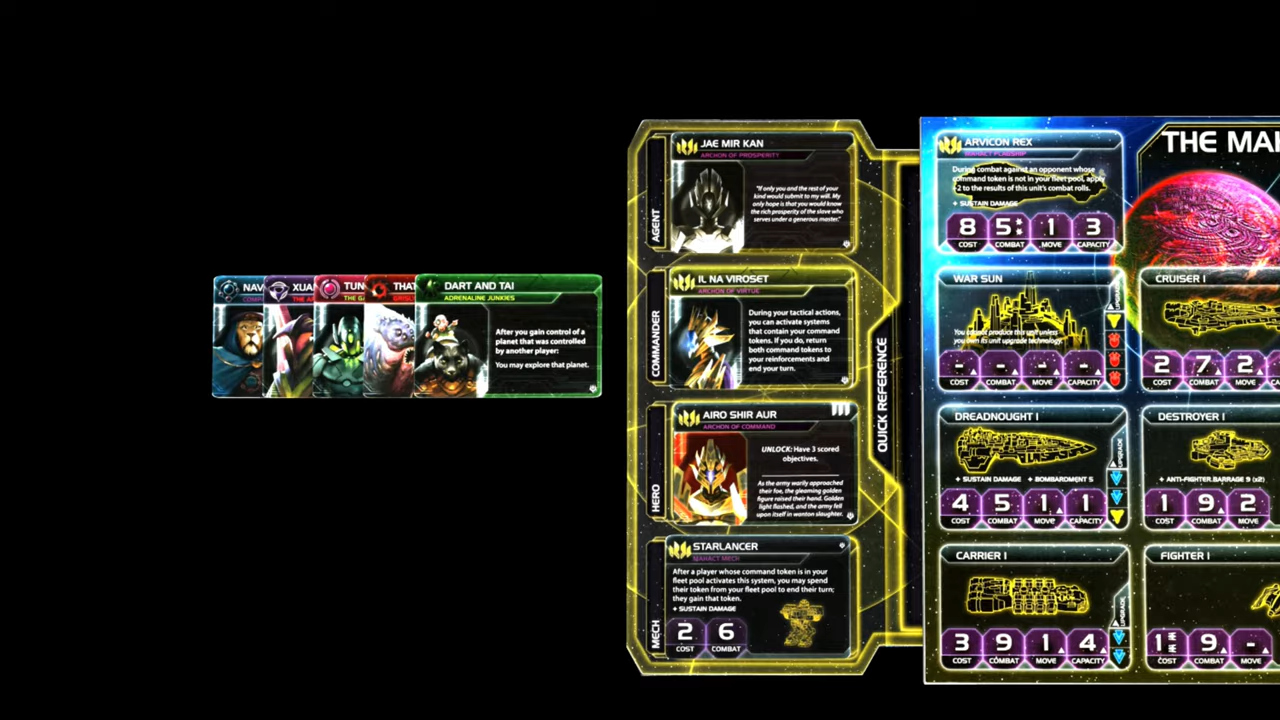 NAV
XUA
TUN
THAT
DART AND TAI
THE A
THE GA
ADRENALINE JUNKIES
After you gain control of a
planet that was controlled
by another player:
You may explore that planet.
AGENT
JAE MIR KAN
ARCHON OF PROSPERITY
"If only you and the rest of your
kind would submit to my will. My
only hope is that you would know
the rich prosperity of the slave who
serves under a generous master."
COMMANDER
IL NA VIROSET
ARCHON OF VIRTUE
During your tactical actions,
you can activate systems
that contain your command
tokens. If you do, return
both command tokens to
your reinforcements and
end your turn.
HERO
AIRO SHIR AUR
ARCHON OF COMMAND
UNLOCK: Have 3 scored
objectives.
As the army warily approached
their foe, the gleaming golden
figure raised their hand. Golden
light flashed, and the army fell
upon itself in wanton slaughter.
MECH
STARLANCER
MAHACT MECH
After a player whose command token is in your
fleet pool activates this system, you may spend
their token from your fleet pool to end their turn;
they gain that token.
+ SUSTAIN DAMAGE
2 6
COST COMBAT
QUICK REFERENCE
THE MAH
ARVICON REX
MAHACT FLAGSHIP
During combat against an opponent whose
command token is not in your fleet pool, apply
+2 to the results of this unit's combat rolls.
+ SUSTAIN DAMAGE
8 5 1 3
COST COMBAT MOVE CAPACITY
WAR SUN
You cannot produce this unit unless
you own its unit upgrade technology.
- - - -
COST COMBAT MOVE CAPACITY
UPGRADE
CRUISER I
2 7 2
COST COMBAT MOVE CA
DREADNOUGHT I
+ SUSTAIN DAMAGE + BOMBARDMENT 5
4 5 1 1
COST COMBAT MOVE CAPACITY
UPGRADE
DESTROYER I
+ ANTI-FIGHTER BARRAGE 9 (x2)
1 9 2
COST COMBAT MOVE
CARRIER I
3 9 1 4
COST COMBAT MOVE CAPACITY
UPGRADE
FIGHTER I
1 9 -
COST COMBAT MOVE